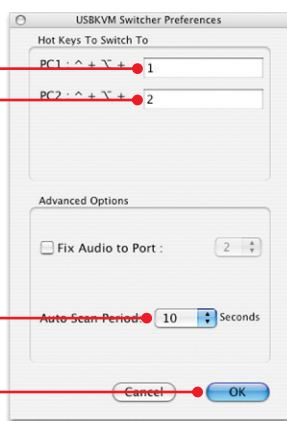 USBKVM Switcher Preferences
Hot Keys To Switch To
PC1 : ^ + ⌥ + 1
PC2 : ^ + ⌥ + 2
Advanced Options
Fix Audio to Port : 2
Auto Scan Period: 10 Seconds
Cancel OK